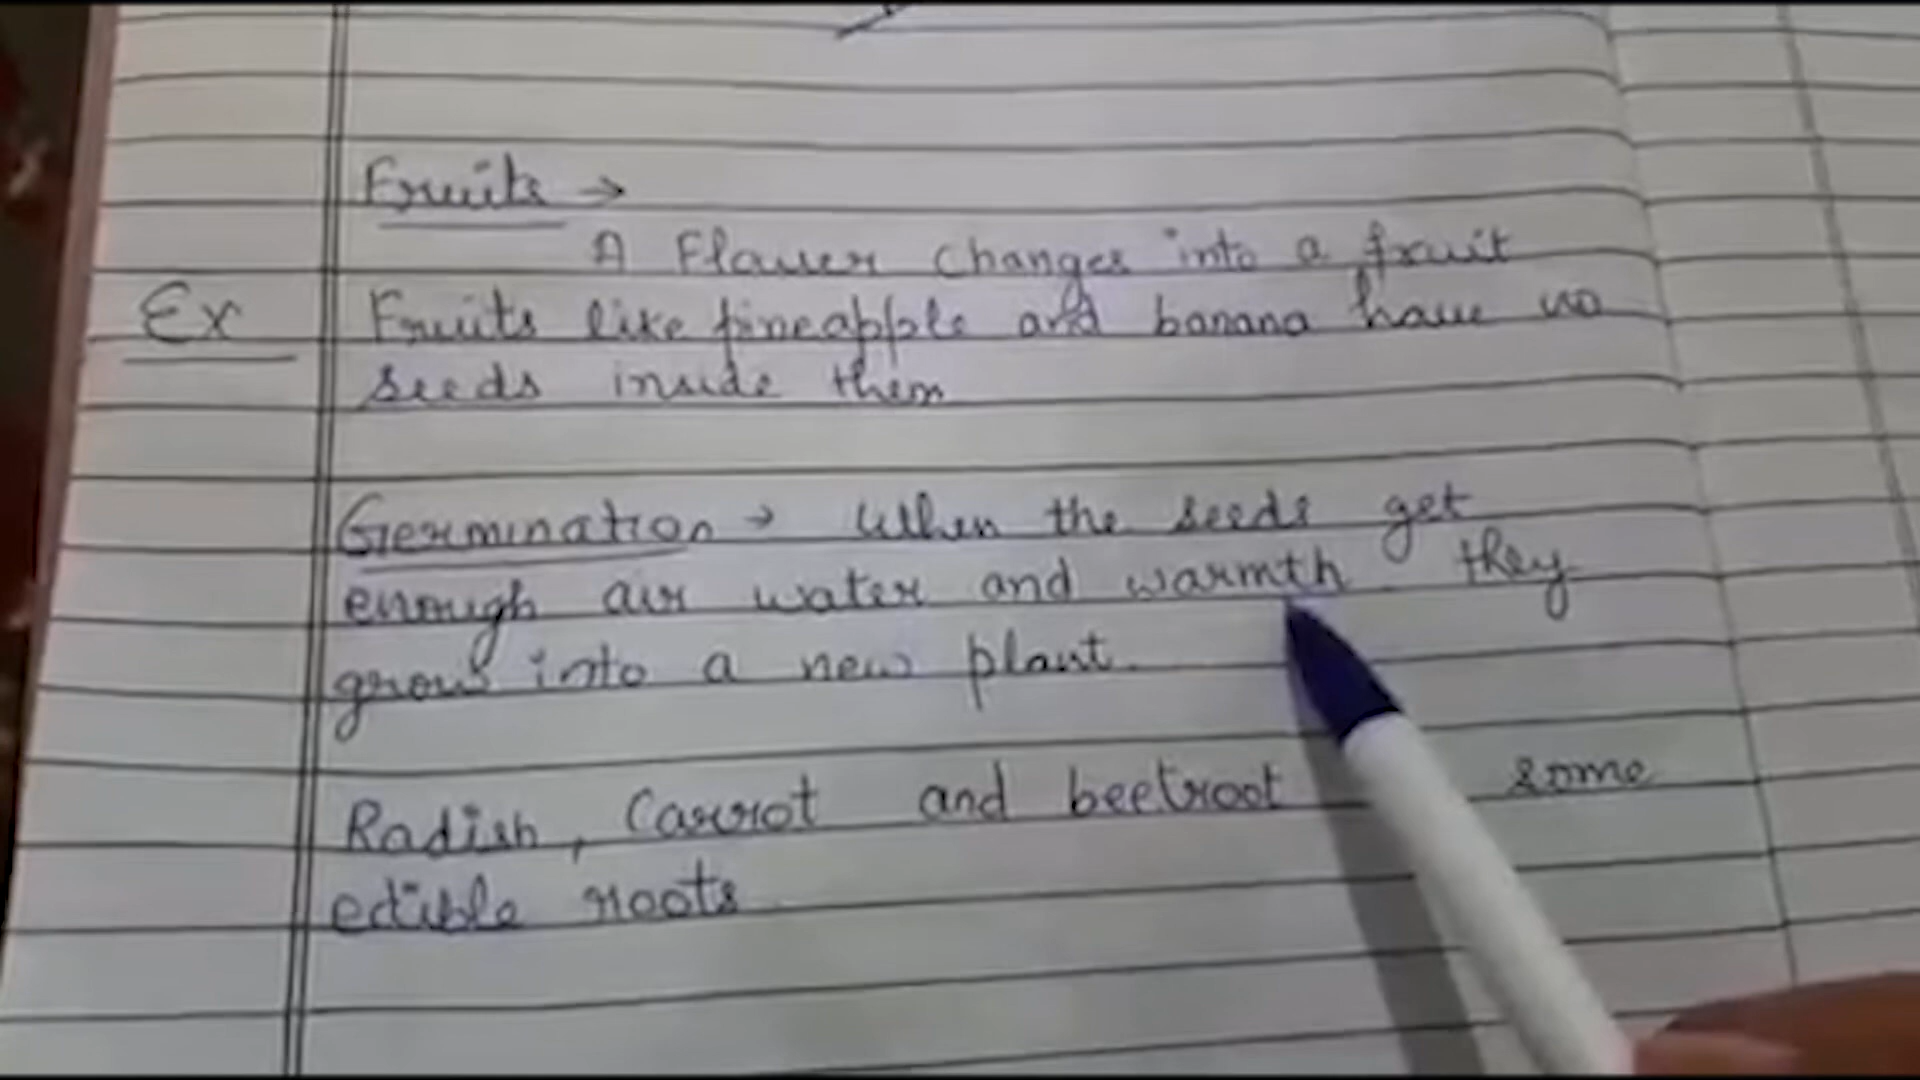 Fruits →
A Flower changes into a fruit
Ex Fruits like pineapple and banana have no
seeds inside them
Germination → When the seeds get
enough air water and warmth they
grow into a new plant.
Radish, Carrot and beetroot some
edible roots